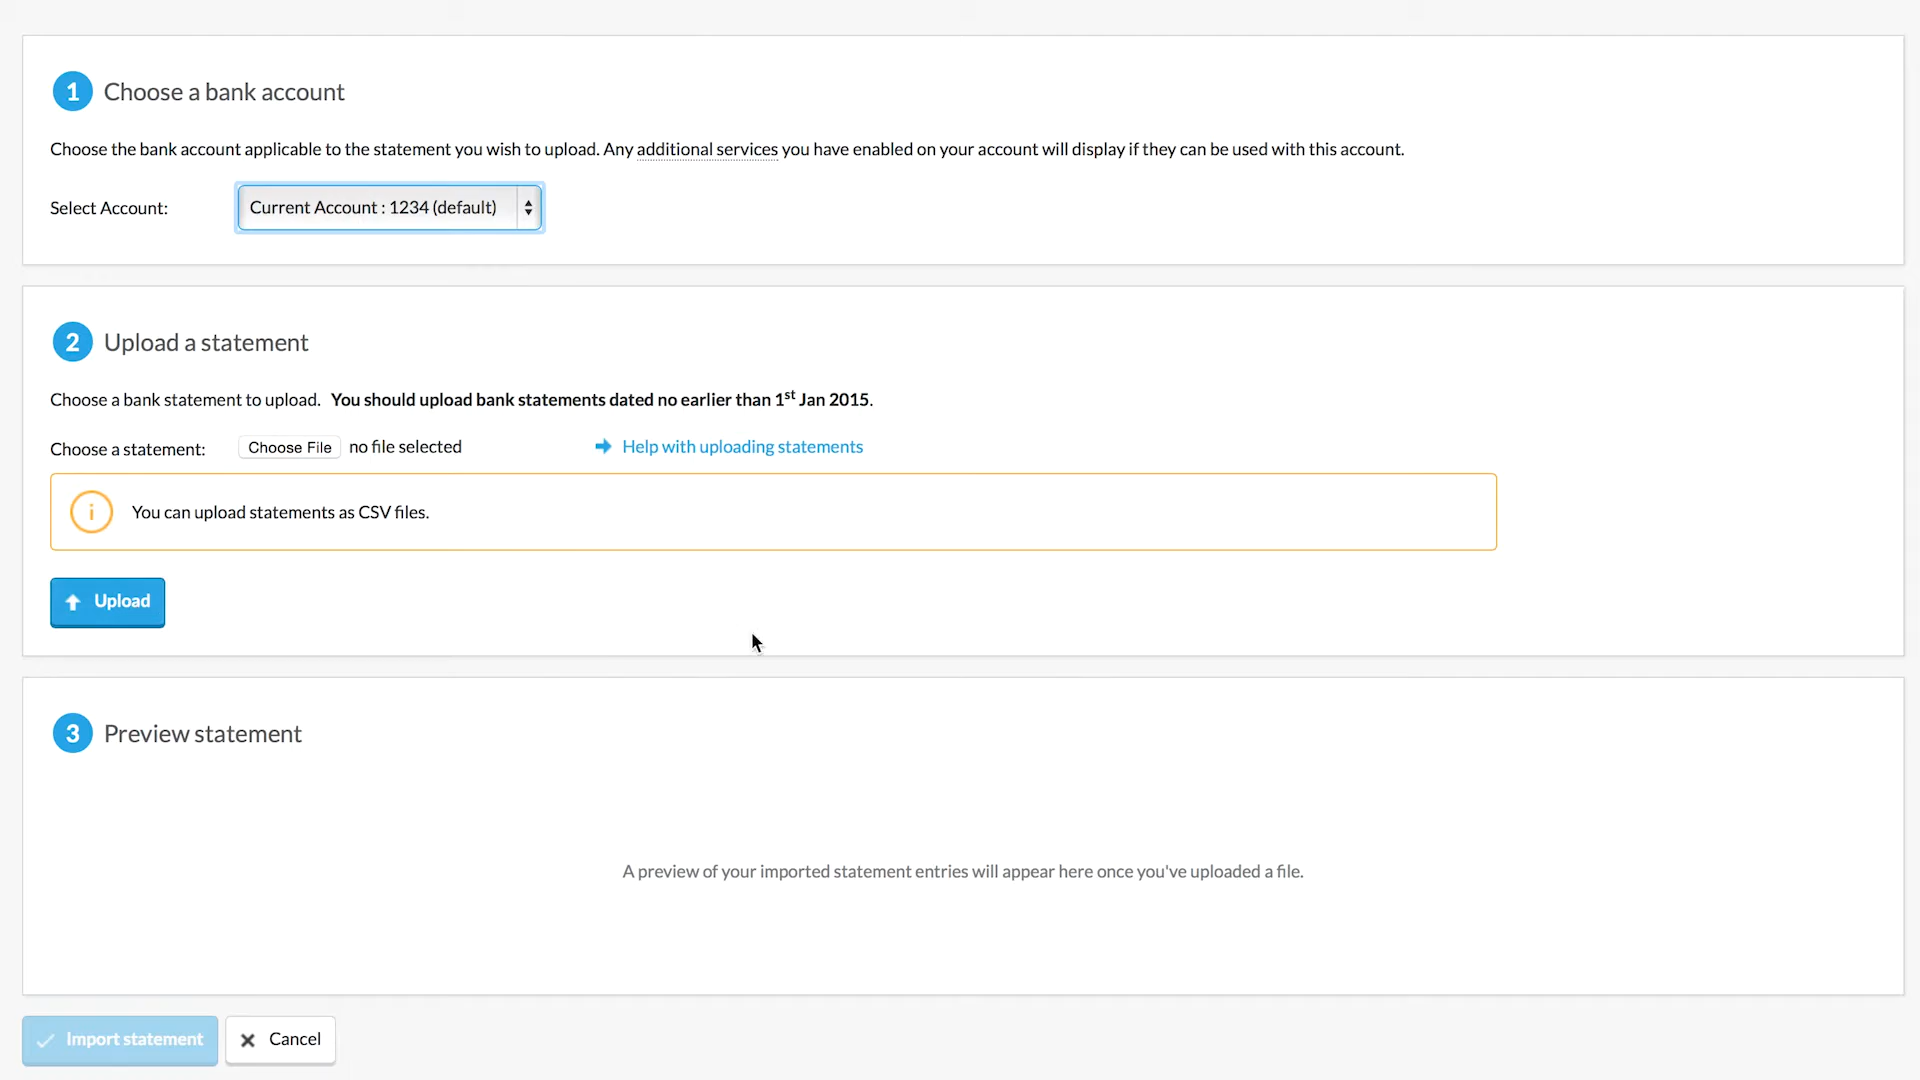 1 Choose a bank account
Choose the bank account applicable to the statement you wish to upload. Any additional services you have enabled on your account will display if they can be used with this account.
Select Account: Current Account : 1234 (default)
2 Upload a statement
Choose a bank statement to upload. You should upload bank statements dated no earlier than 1st Jan 2015.
Choose a statement: Choose File no file selected Help with uploading statements
i You can upload statements as CSV files.
Upload
3 Preview statement
A preview of your imported statement entries will appear here once you've uploaded a file.
Import statement Cancel